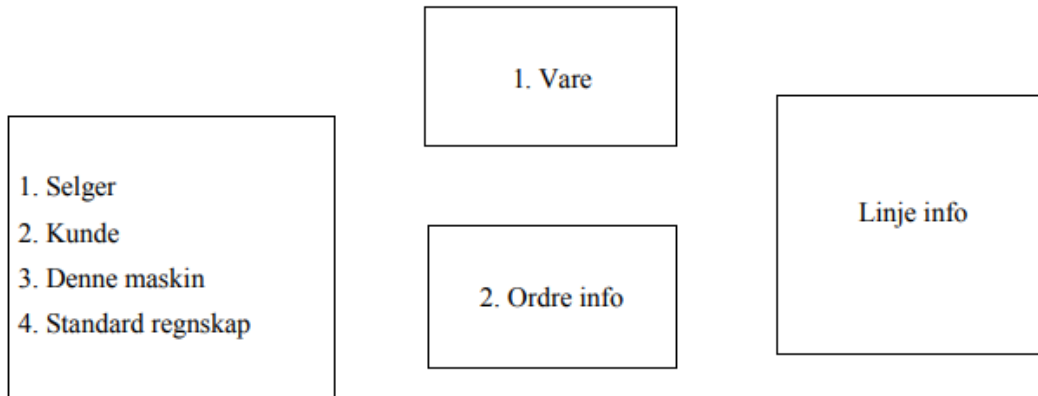 1. Selger
2. Kunde
3. Denne maskin
4. Standard regnskap
1. Vare
2. Ordre info
Linje info